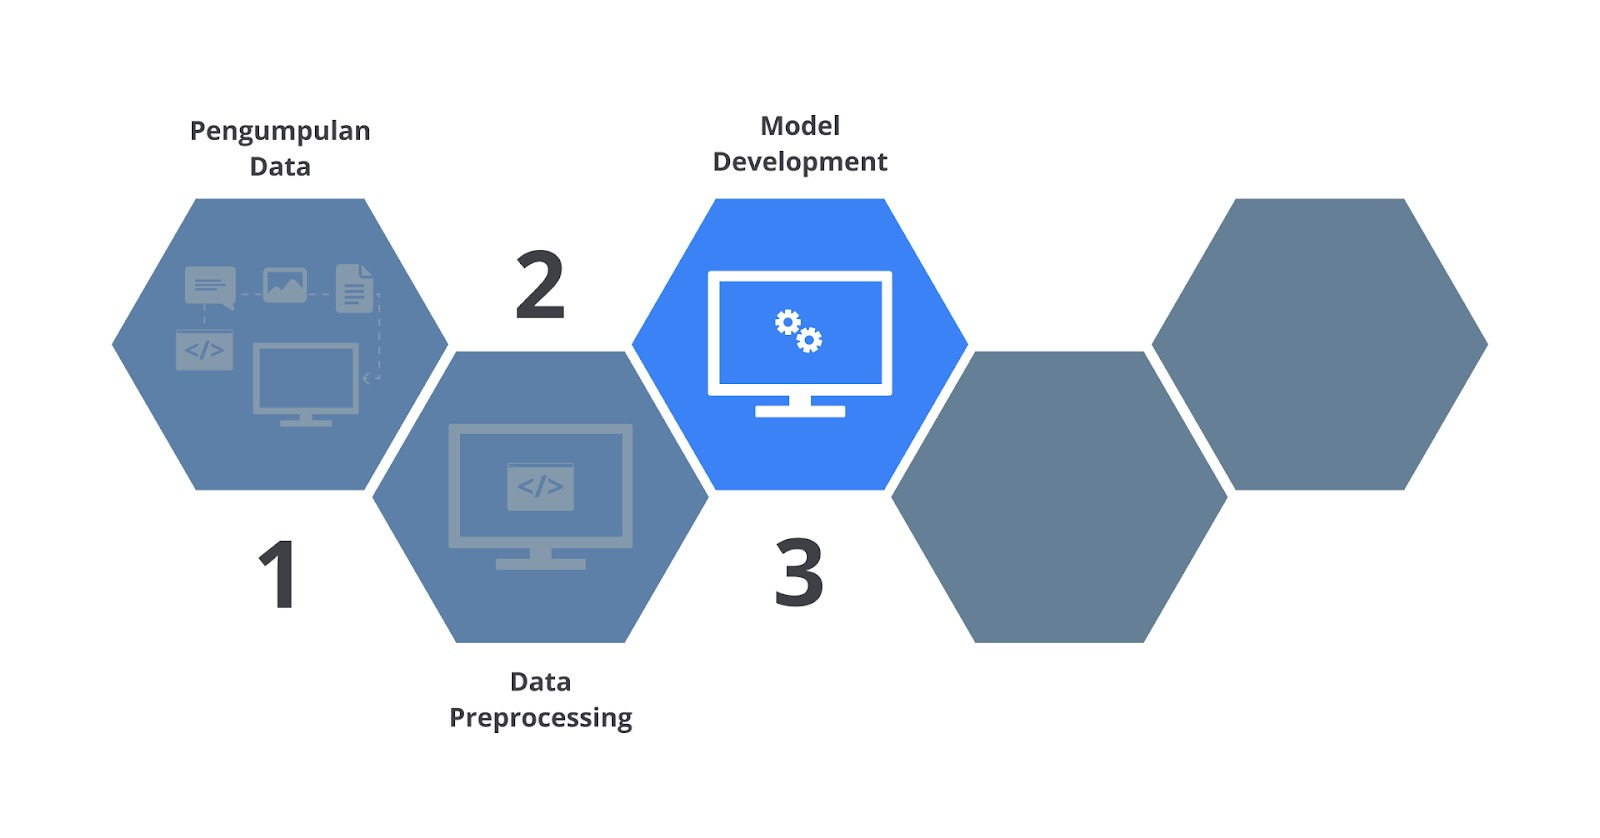 Pengumpulan
Data
1
2
Data
Preprocessing
Model
Development
3
</>
</>